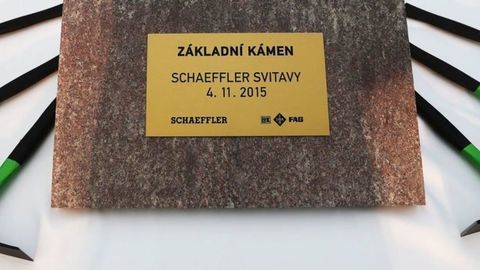 ZÁKLADNÍ KÁMEN
SCHAEFFLER SVITAVY
4. 11. 2015
SCHAEFFLER FAG